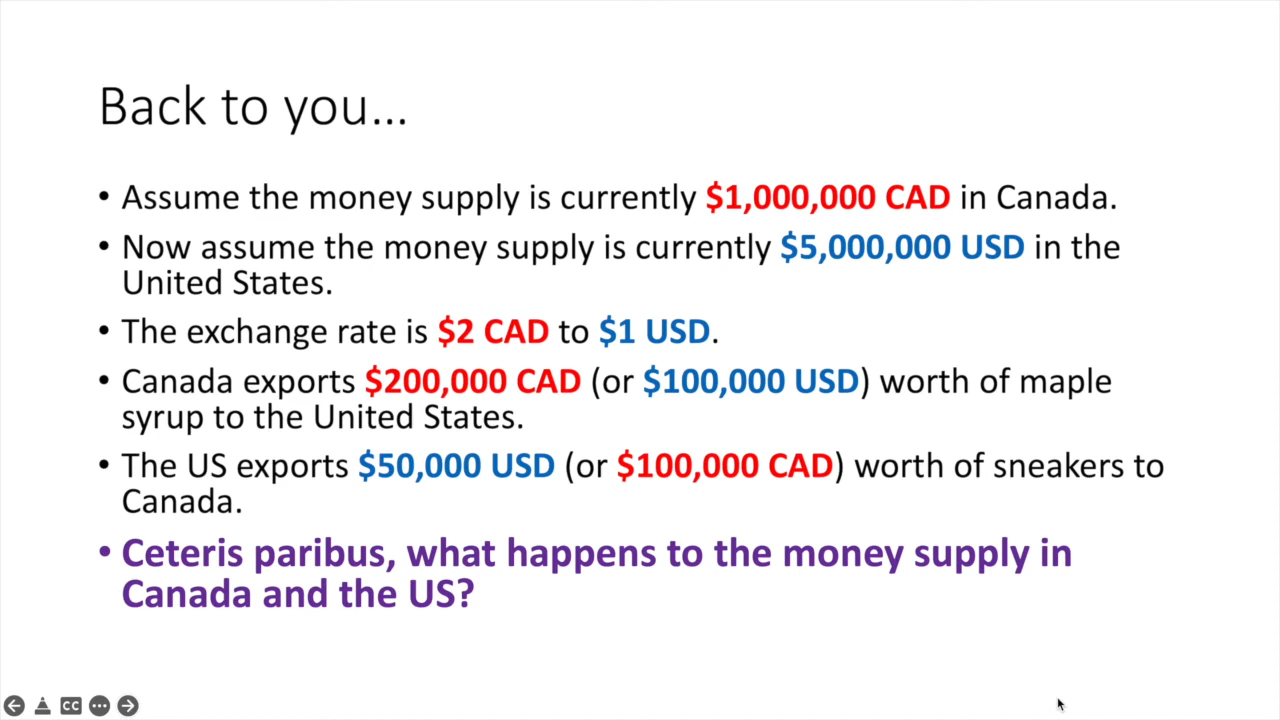 Back to you...
• Assume the money supply is currently $1,000,000 CAD in Canada.
• Now assume the money supply is currently $5,000,000 USD in the
United States.
• The exchange rate is $2 CAD to $1 USD.
• Canada exports $200,000 CAD (or $100,000 USD) worth of maple
syrup to the United States.
• The US exports $50,000 USD (or $100,000 CAD) worth of sneakers to
Canada.
• Ceteris paribus, what happens to the money supply in
Canada and the US?
CC